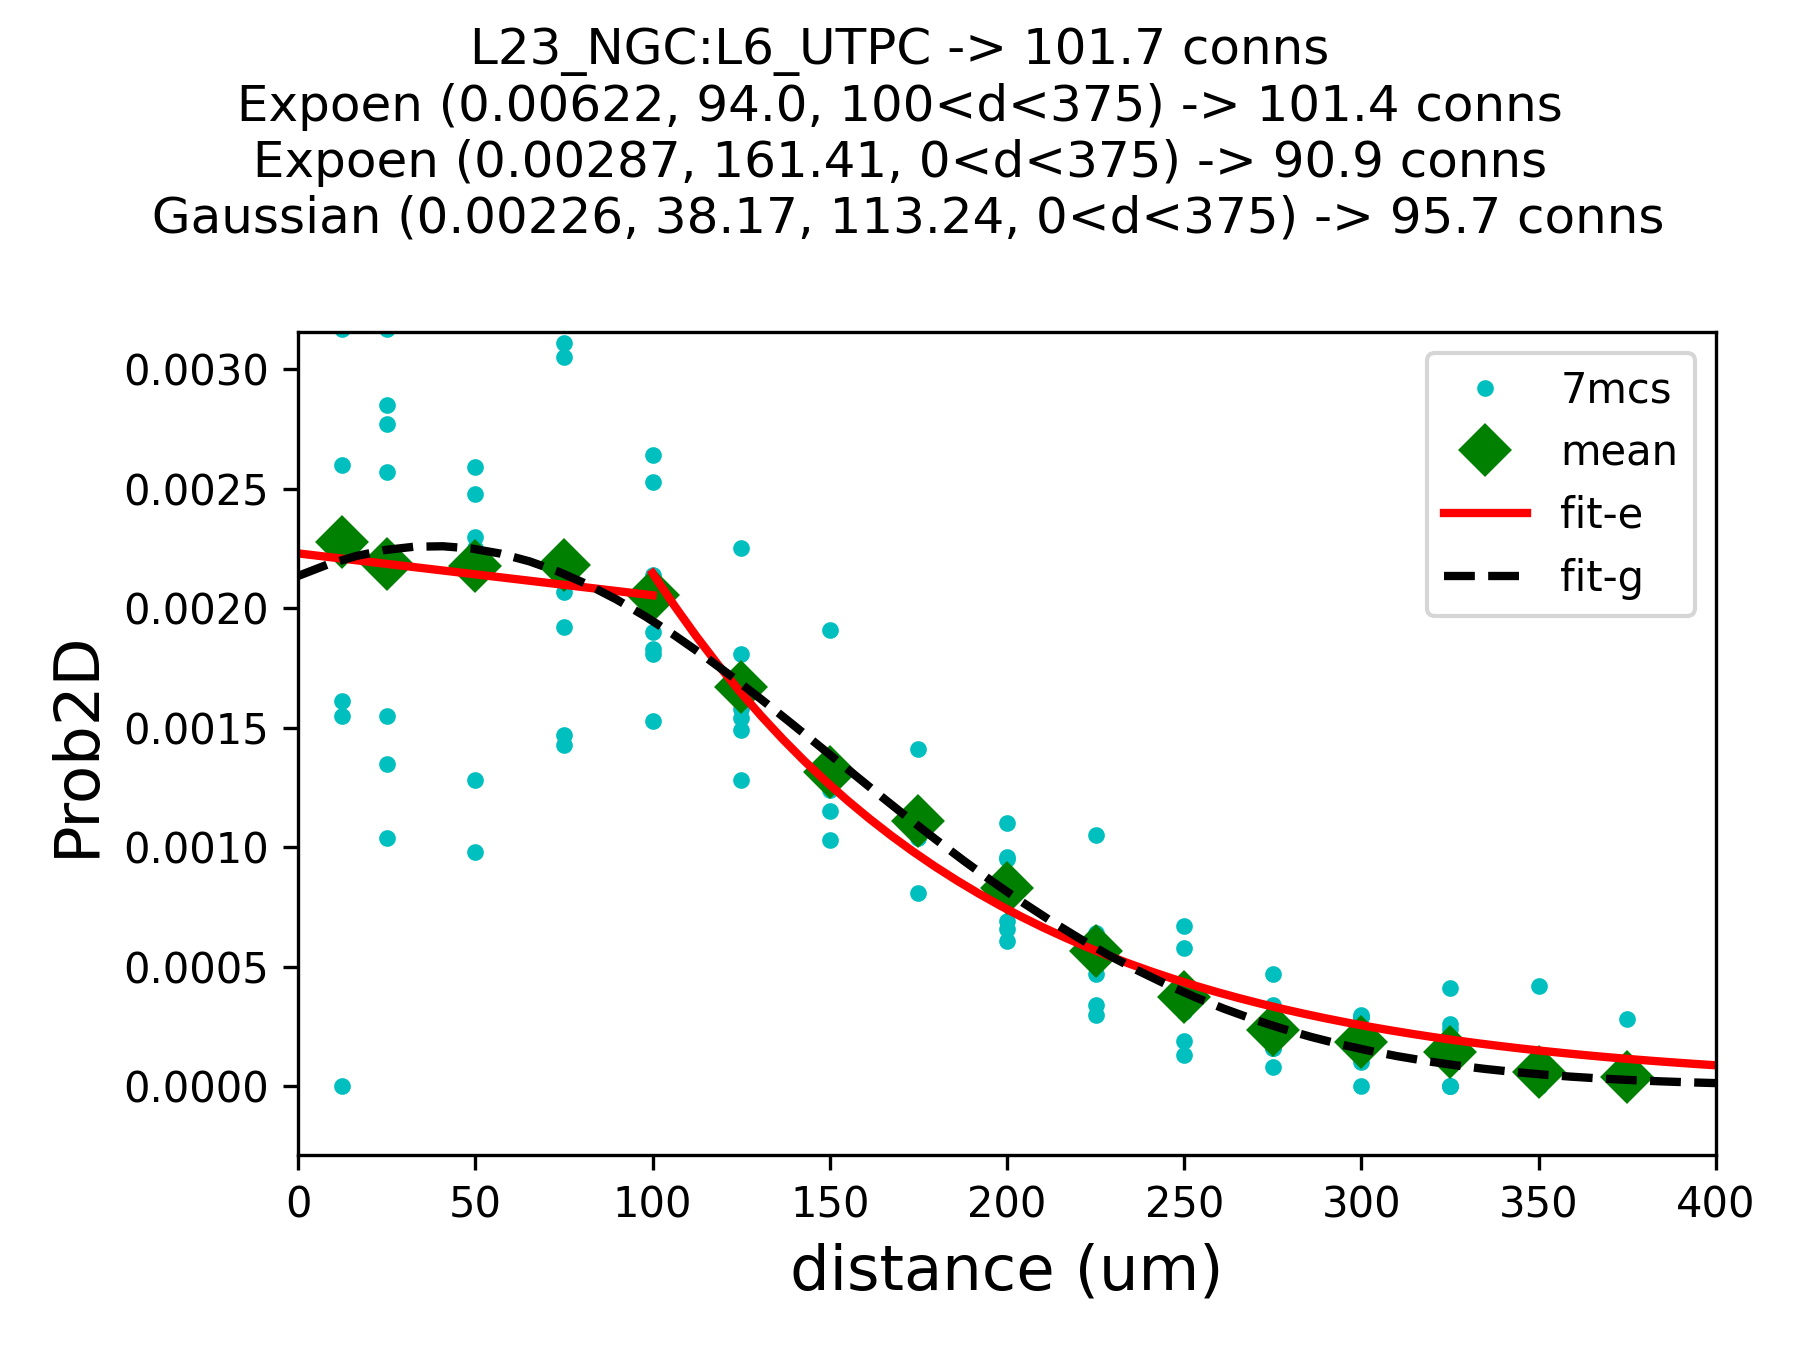 L23_NGC:L6_UTPC -> 101.7 conns
Expoen (0.00622, 94.0, 100<d<375) -> 101.4 conns
Expoen (0.00287, 161.41, 0<d<375) -> 90.9 conns
Gaussian (0.00226, 38.17, 113.24, 0<d<375) -> 95.7 conns
7mcs
mean
fit-e
fit-g
0.0030
0.0025
0.0020
0.0015
0.0010
0.0005
0.0000
Prob2D
0 50 100 150 200 250 300 350 400
distance (um)